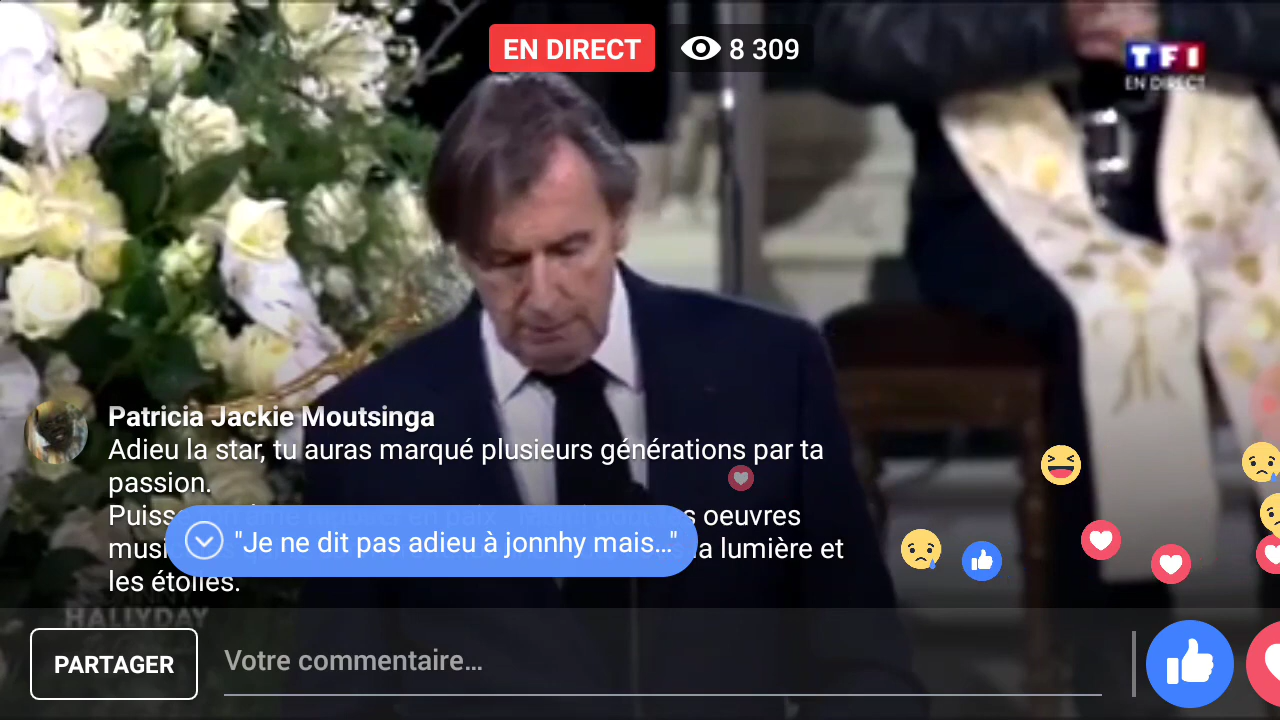 EN DIRECT
8 309
TF1
EN DIRECT
Patricia Jackie Moutsinga
Adieu la star, tu auras marqué plusieurs générations par ta
passion.
oeuvres
la lumière et
les étoiles.
"Je ne dit pas adieu à jonnhy mais..."
HALLYDAY
PARTAGER
Votre commentaire...